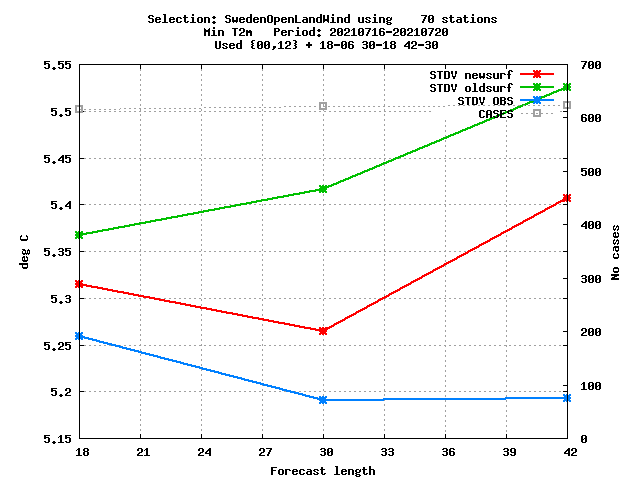 Selection: SwedenOpenLandWind using    70 stations
Min T2m   Period: 20210716-20210720
Used {00,12} + 18-06 30-18 42-30
STDV newsurf
STDV oldsurf
STDV OBS
CASES
deg C
5.55
5.5
5.45
5.4
5.35
5.3
5.25
5.2
5.15
700
600
500
400
300
200
100
0
No cases
18 21 24 27 30 33 36 39 42
Forecast length